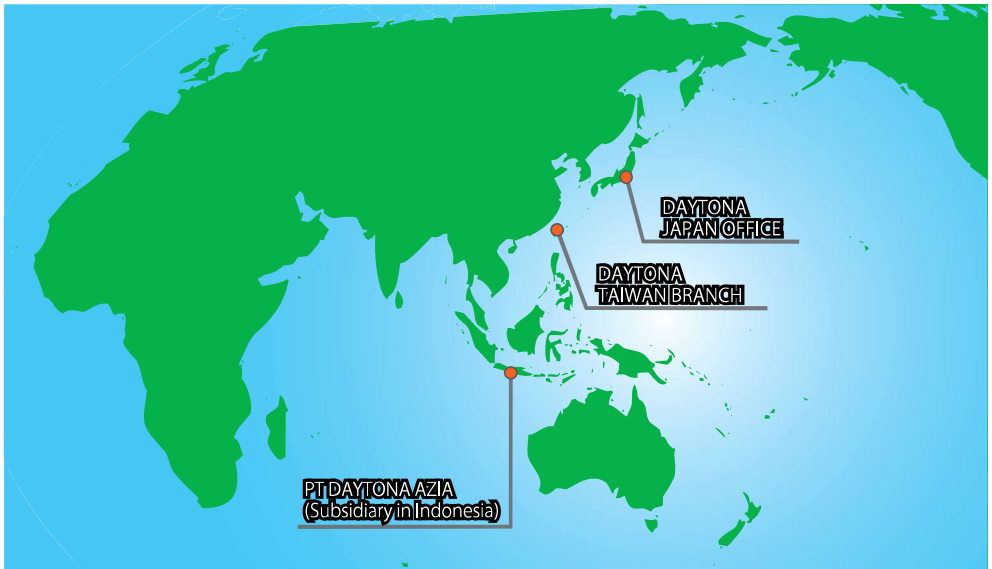 DAYTONA
JAPAN OFFICE
DAYTONA
TAIWAN BRANCH
PT DAYTONA AZIA
(Subsidiary in Indonesia)